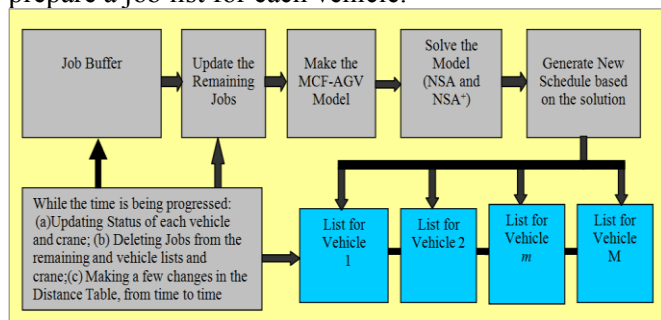 prepare a job list for each vehicle.
Job Buffer
Update the
Remaining
Jobs
Make the
MCF-AGV
Model
Solve the
Model
(NSA and
NSA+)
Generate New
Schedule based
on the solution
While the time is being progressed:
(a)Updating Status of each vehicle
and crane; (b) Deleting Jobs from the
remaining and vehicle lists and
crane;(c) Making a few changes in the
Distance Table, from time to time
List for
Vehicle
1
List for
Vehicle 2
List for
Vehicle
m
List for
Vehicle
M